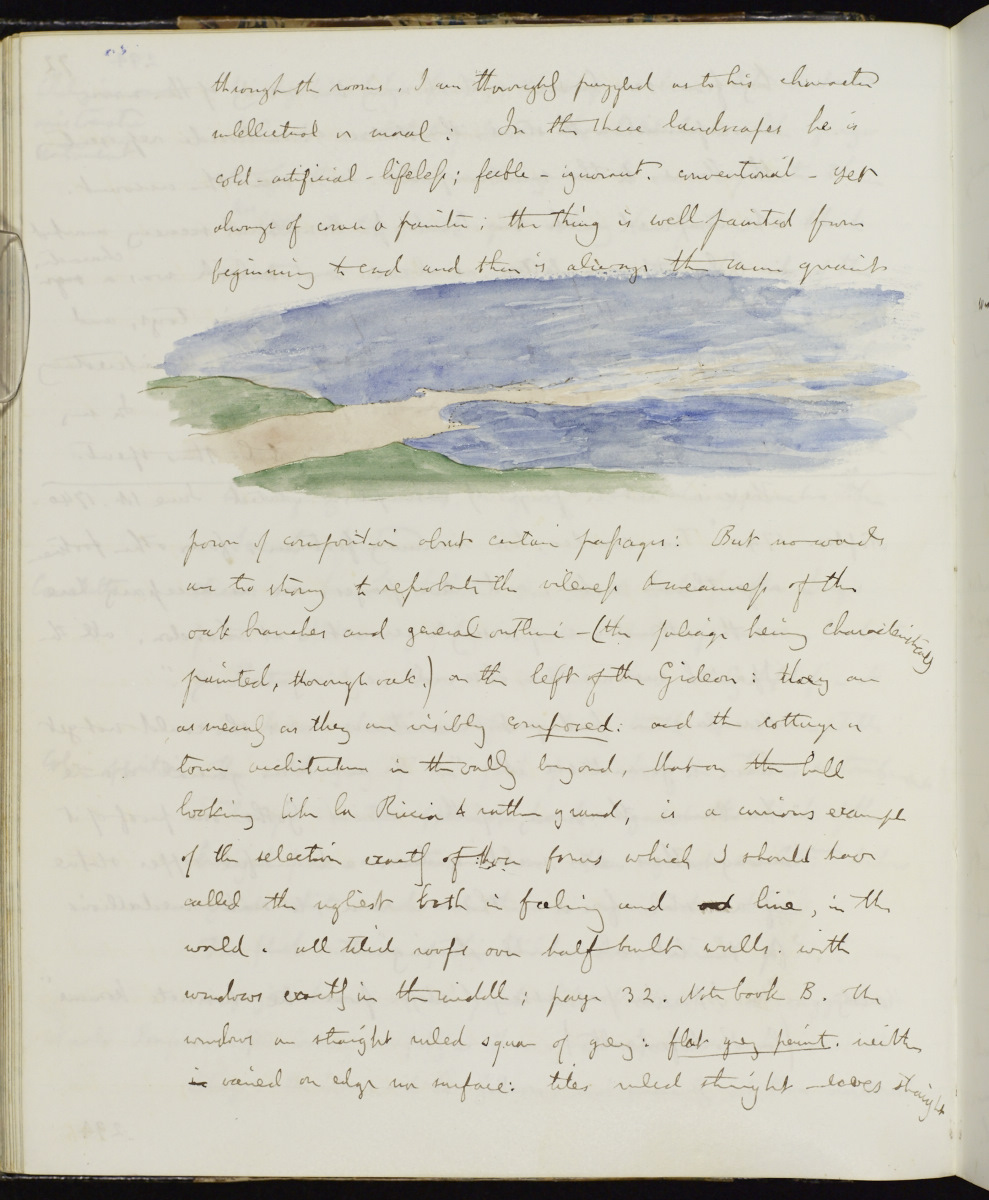 through the rooms. I am thoroughly puzzled as to his character
intellectual or moral: In the three landscapes he is
cold - artificial - lifeless; feeble - ignorant. conventional - yet
always of course a painter; the thing is well painted from
beginning to end and there is always the same quaint
power of composition about certain passages: But no words
are too strong to reprobate the vileness & meanness of the
oak branches and general outline - (the foliage being characteristically
painted, thorough oak.) on the left of the Gideon: they are
as mean as they are visibly composed: and the cottage or
town architecture in the valley beyond, that on the hill
looking like La Riccia & rather grand, is a curious example
of the selection exactly of those forms which I should have
called the ugliest both in feeling and line, in the
world. all tiled roofs over half built walls. with
windows exactly in the middle; page 32. Note book B. The
windows are straight ruled square of grey: flat grey paint. neither
varied on edge nor surface: tiles ruled straight - eaves straight